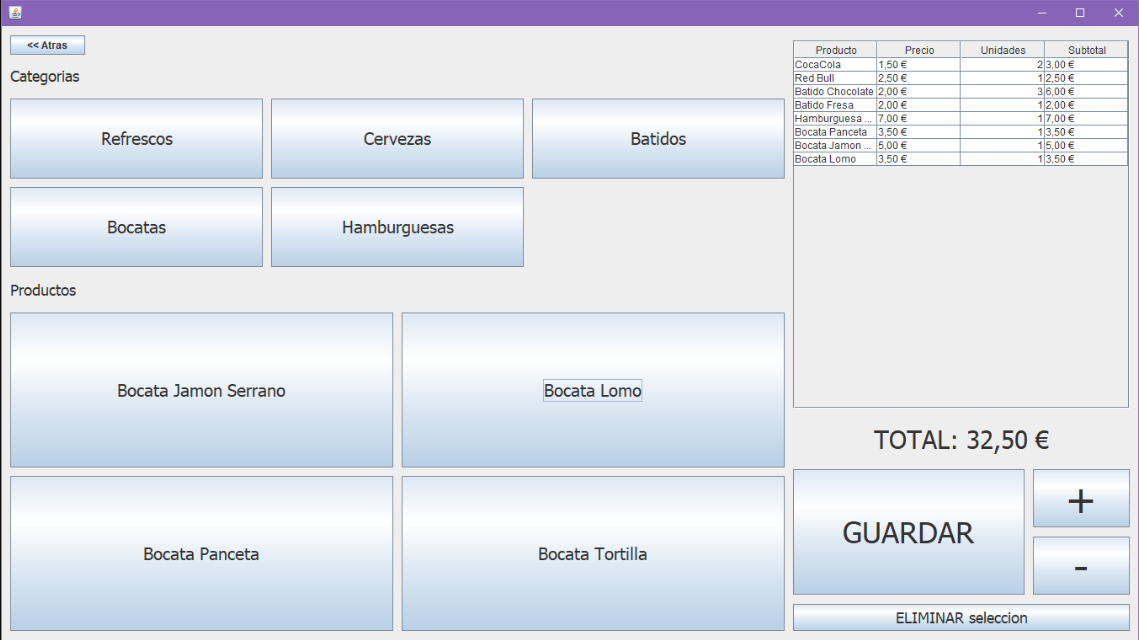 << Atras
Categorias
Refrescos Cervezas Batidos
Bocatas Hamburguesas
Productos
Bocata Jamon Serrano Bocata Lomo
Bocata Panceta Bocata Tortilla
Producto Precio Unidades Subtotal
CocaCola 1,50 € 2 3,00 €
Red Bull 2,50 € 1 2,50 €
Batido Chocolate 2,00 € 3 6,00 €
Batido Fresa 2,00 € 1 2,00 €
Hamburguesa ... 7,00 € 1 7,00 €
Bocata Panceta 3,50 € 1 3,50 €
Bocata Jamon ... 5,00 € 1 5,00 €
Bocata Lomo 3,50 € 1 3,50 €
TOTAL: 32,50 €
GUARDAR
+
-
ELIMINAR seleccion